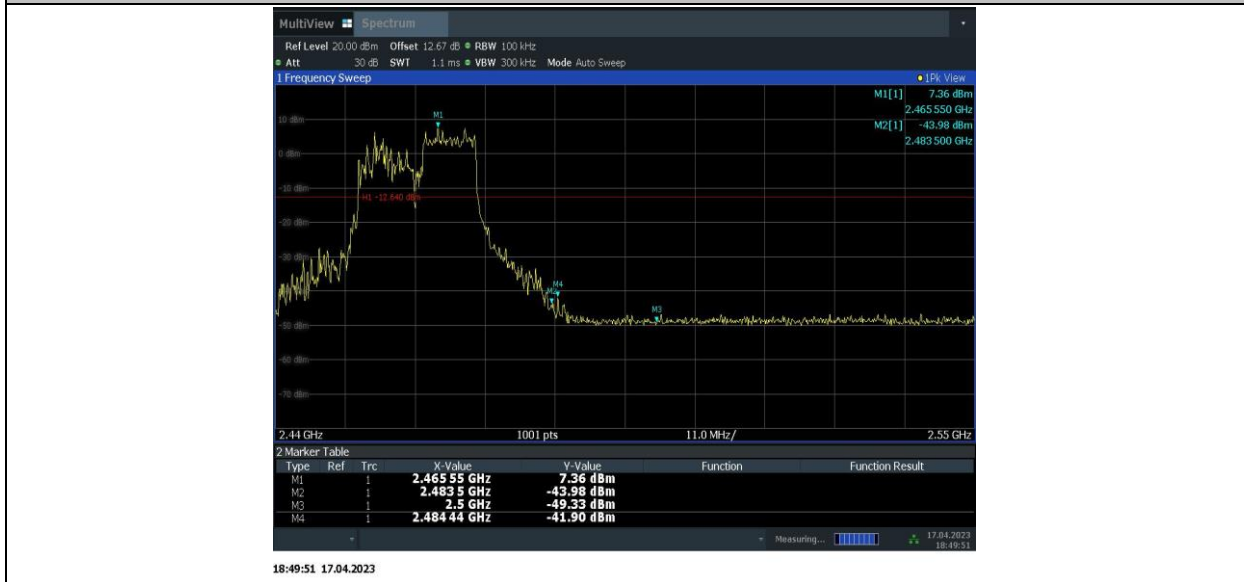 MultiView Spectrum
Ref Level 20.00 dBm Offset 12.67 dB RBW 100 kHz
Att 30 dB SWT 1.1 ms VBW 300 kHz Mode Auto Sweep
1 Frequency Sweep 1Pk View
M1[1] 7.36 dBm
2.465 550 GHz
M2[1] -43.98 dBm
2.483 500 GHz
M1
10 dBm
0 dBm
-10 dBm
H1 -12.640 dBm
-20 dBm
-30 dBm
M4
M2
M3
-50 dBm
-60 dBm
-70 dBm
2.44 GHz 1001 pts 11.0 MHz/ 2.55 GHz
2 Marker Table
Type Ref Trc X-Value Y-Value Function Function Result
M1 1 2.465 55 GHz 7.36 dBm
M2 1 2.483 5 GHz -43.98 dBm
M3 1 2.5 GHz -49.33 dBm
M4 1 2.484 44 GHz -41.90 dBm
Measuring... 17.04.2023
18:49:51
18:49:51 17.04.2023